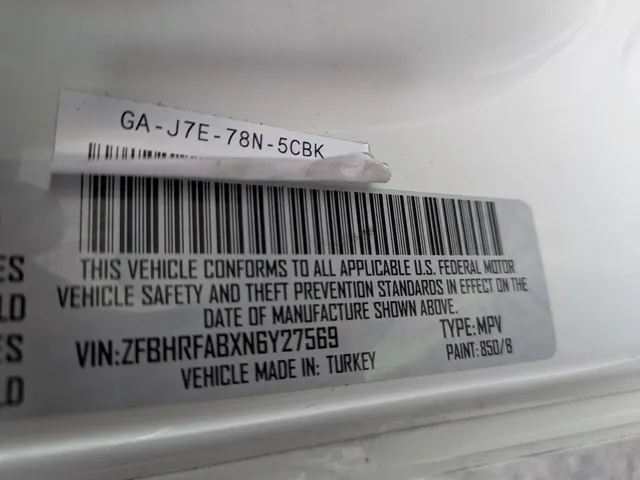 GA-J7E-78N-5CBK
THIS VEHICLE CONFORMS TO ALL APPLICABLE U.S. FEDERAL MOTOR
VEHICLE SAFETY AND THEFT PREVENTION STANDARDS IN EFFECT ON THE
DATE OF MANUFACTURE SHOWN ABOVE.
VIN:ZFBHRFABXN6Y27569 TYPE:MPV
VEHICLE MADE IN: TURKEY PAINT:850/B